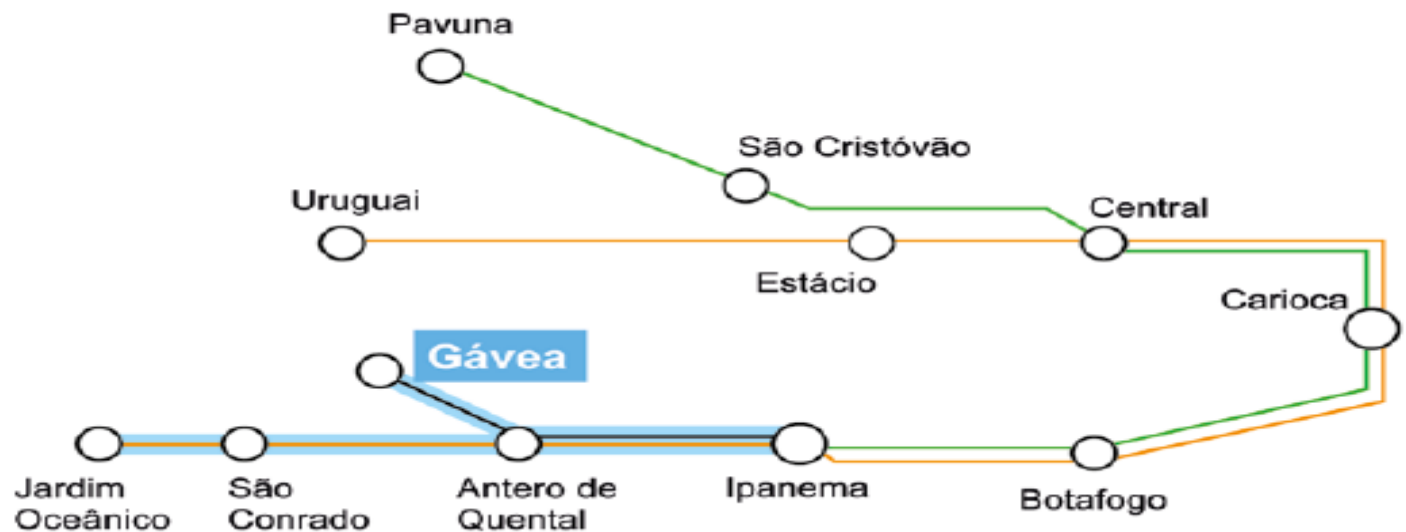 Pavuna
São Cristóvão
Uruguai
Central
Estácio
Carioca
Gávea
Jardim
Oceânico
São
Conrado
Antero de
Quental
Ipanema
Botafogo